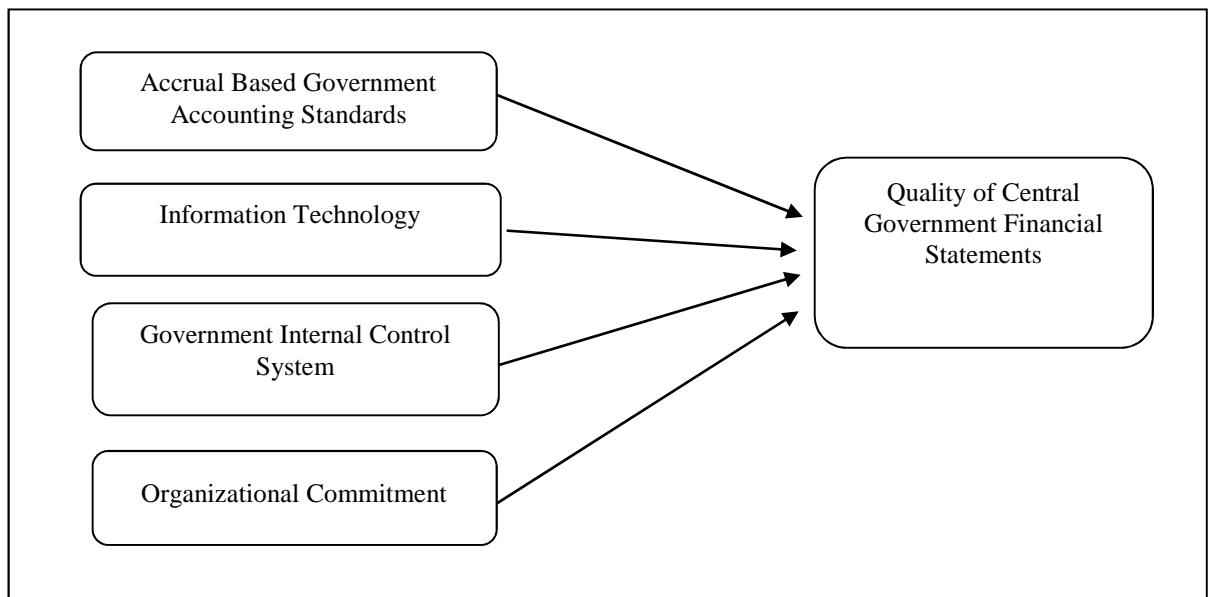 Accrual Based Government
Accounting Standards
Information Technology
Government Internal Control
System
Organizational Commitment
Quality of Central
Government Financial
Statements